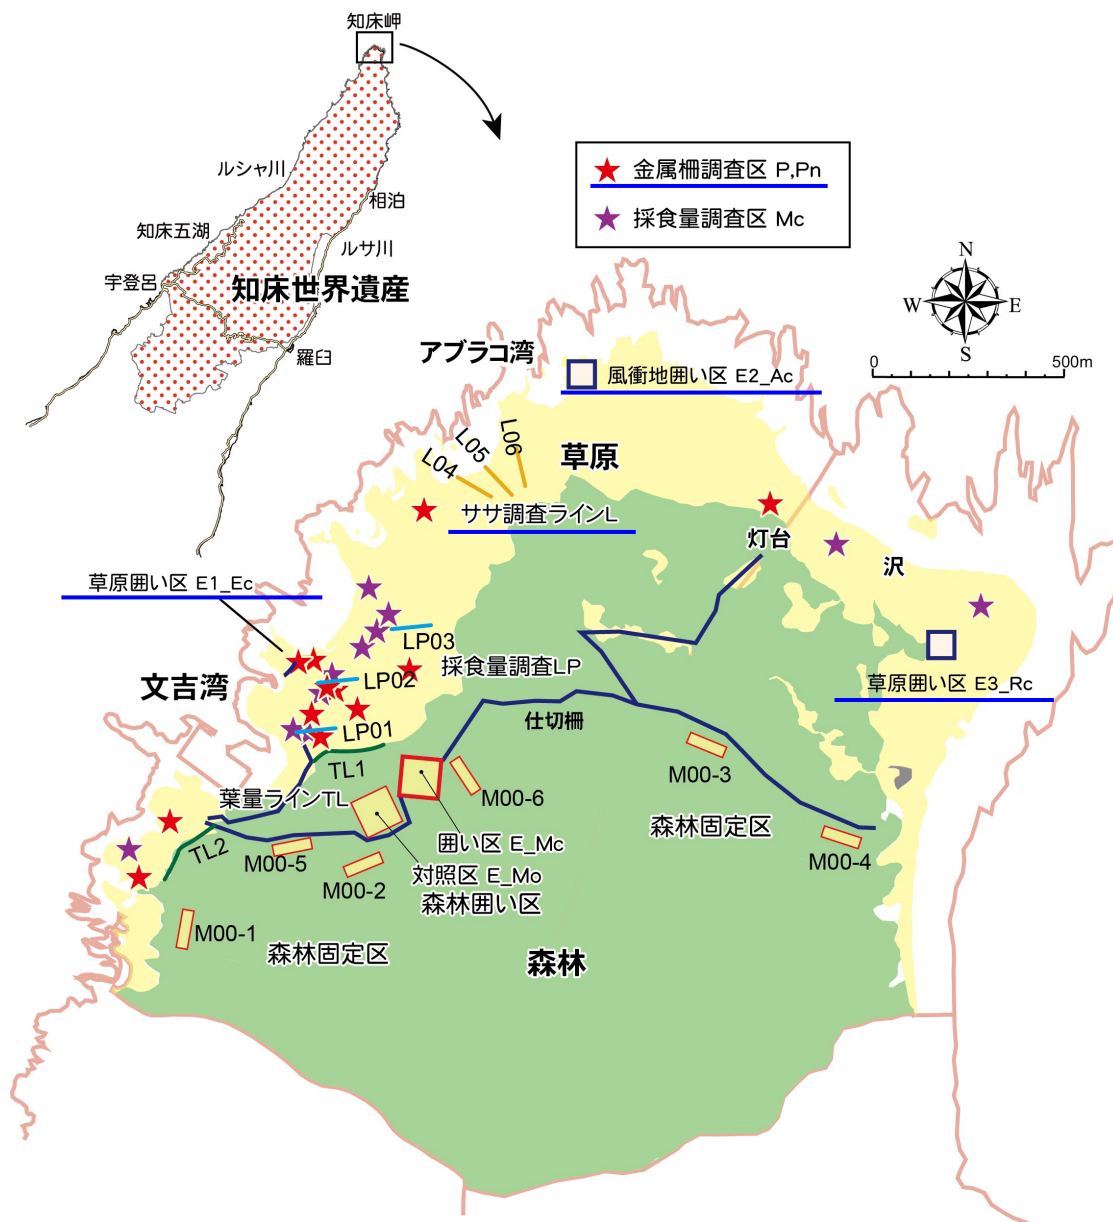 知床岬
ルシャ川
相泊
知床五湖
ルサ川
宇登呂
知床世界遺産
羅臼
金属柵調査区 P,Pn
採食量調査区 Mc
N
W
E
S
0
500m
アブラコ湾
風衝地囲い区 E2_Ac
L04
L05
L06
草原
ササ調査ラインL
灯台
沢
草原囲い区 E1_Ec
LP03
採食量調査LP
文吉湾
LP02
草原囲い区 E3_Rc
LP01
仕切柵
TL1
M00-3
葉量ラインTL
M00-6
森林固定区
囲い区 E_Mc
TL2
M00-5
M00-4
対照区 E_Mo
M00-2
森林囲い区
M00-1
森林固定区
森林